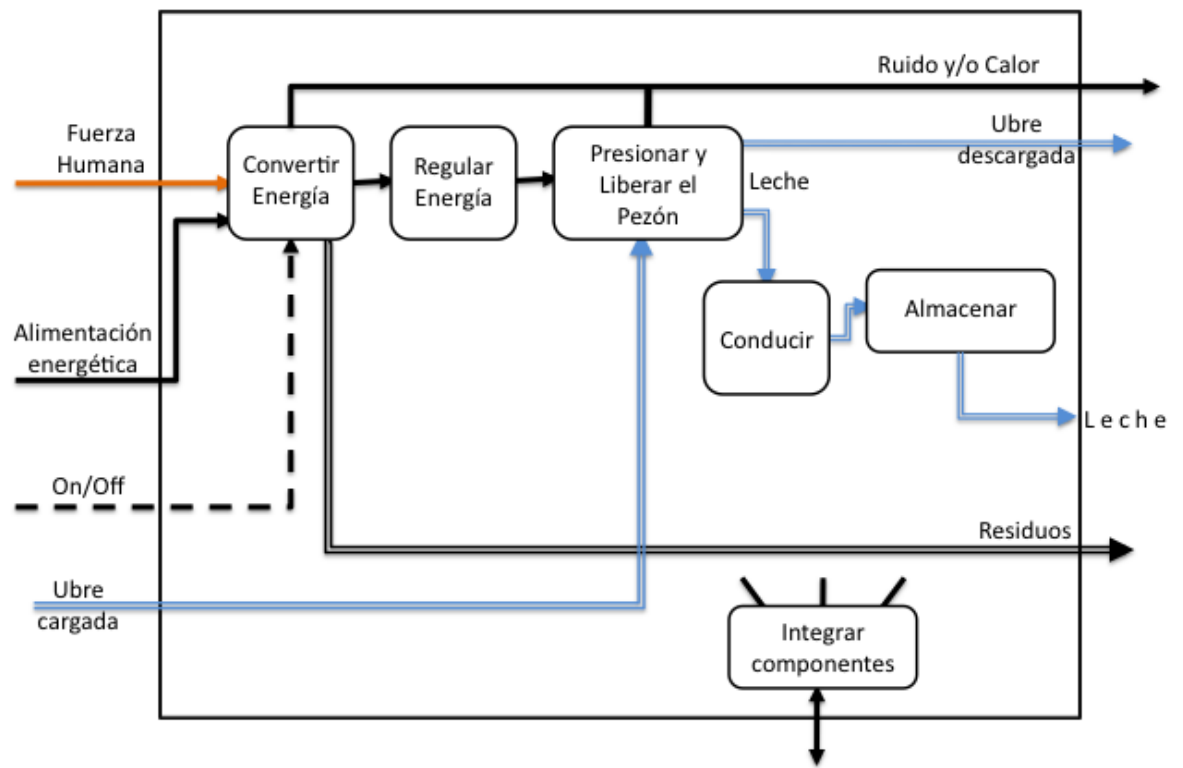 Ruido y/o Calor
Fuerza
Humana
Convertir
Energía
Regular
Energía
Presionar y
Liberar el
Pezón
Ubre
descargada
Leche
Alimentación
energética
Conducir
Almacenar
Leche
On/Off
Residuos
Ubre
cargada
Integrar
componentes